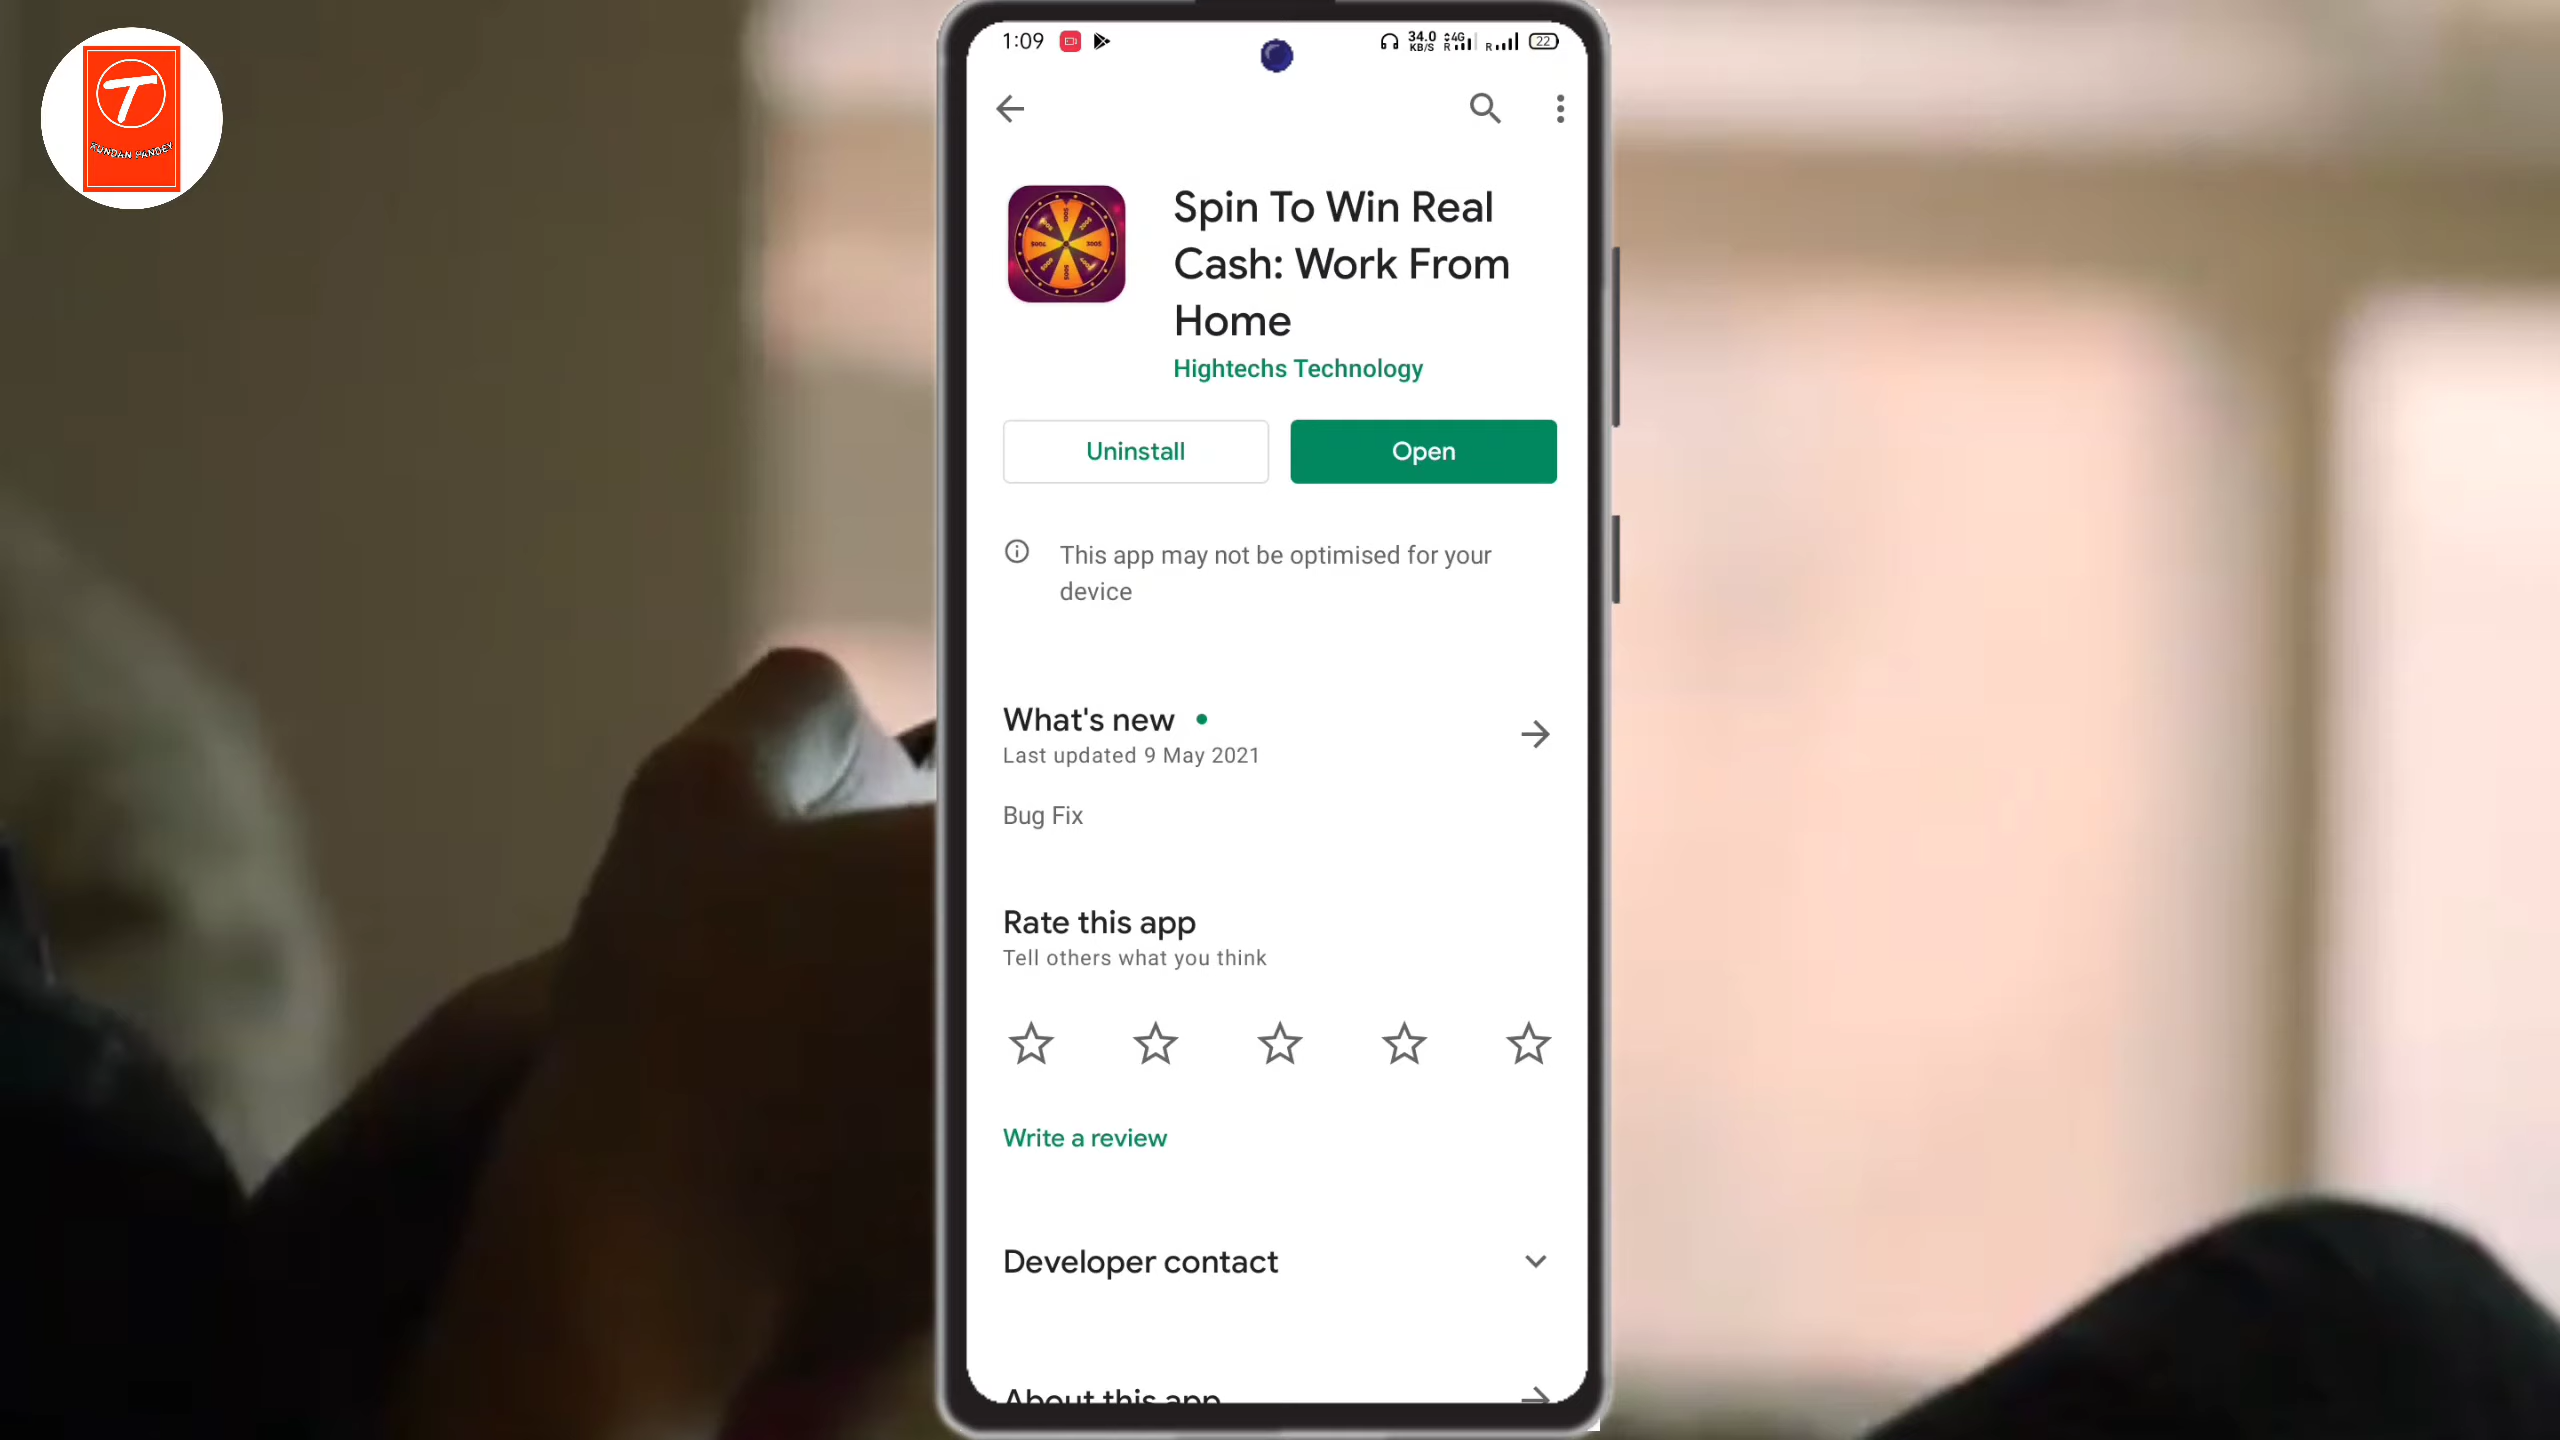 T
KUNDAN PANDEY
1:09
34.0
KB/S
4G
R
R
22
Spin To Win Real
Cash: Work From
Home
Hightechs Technology
Uninstall
Open
This app may not be optimised for your
device
What's new
Last updated 9 May 2021
Bug Fix
Rate this app
Tell others what you think
Write a review
Developer contact
About this app